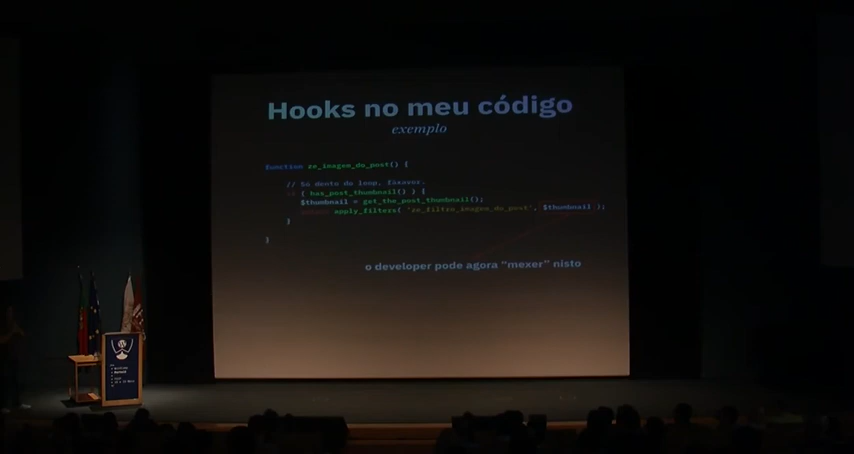 Hooks no meu código
exemplo
function ze_imagem_do_post() {
// Só dento do loop, fáxavor.
if ( has_post_thumbnail() ) {
$thumbnail = get_the_post_thumbnail();
return apply_filters( 'ze_filtro_imagem_do_post', $thumbnail );
}
}
o developer pode agora "mexer" nisto